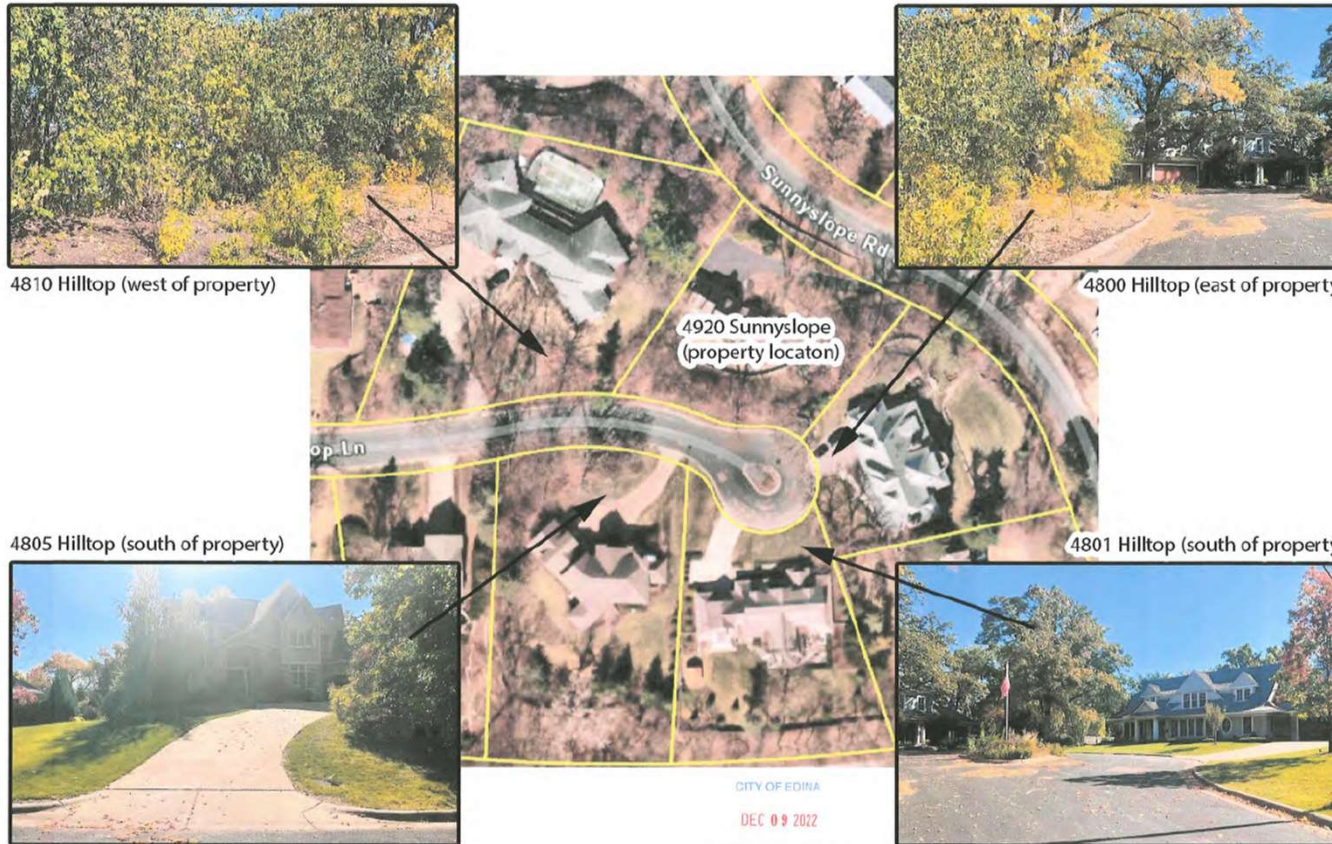 4810 Hilltop (west of property)
4800 Hilltop (east of property
Sunnyslope Rd
4920 Sunnyslope
(property locaton)
op Ln
4805 Hilltop (south of property)
4801 Hilltop (south of property
CITY OF EDINA
DEC 09 2022